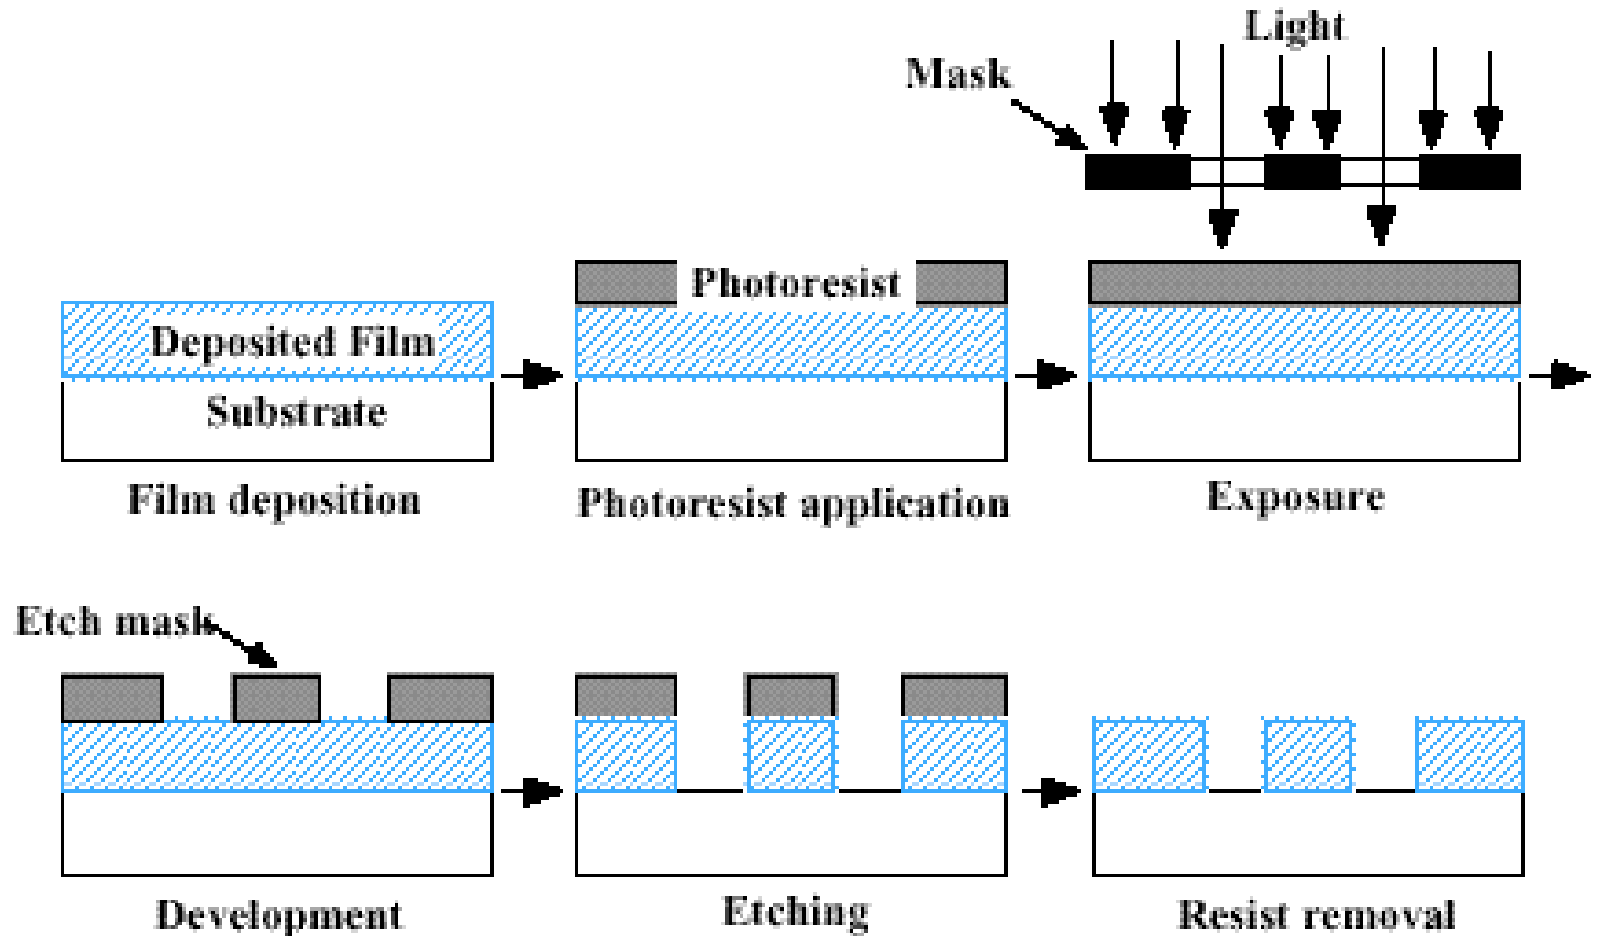 Light
Mask
Photoresist
Deposited Film
Substrate
Film deposition
Photoresist application
Exposure
Etch mask
Development
Etching
Resist removal